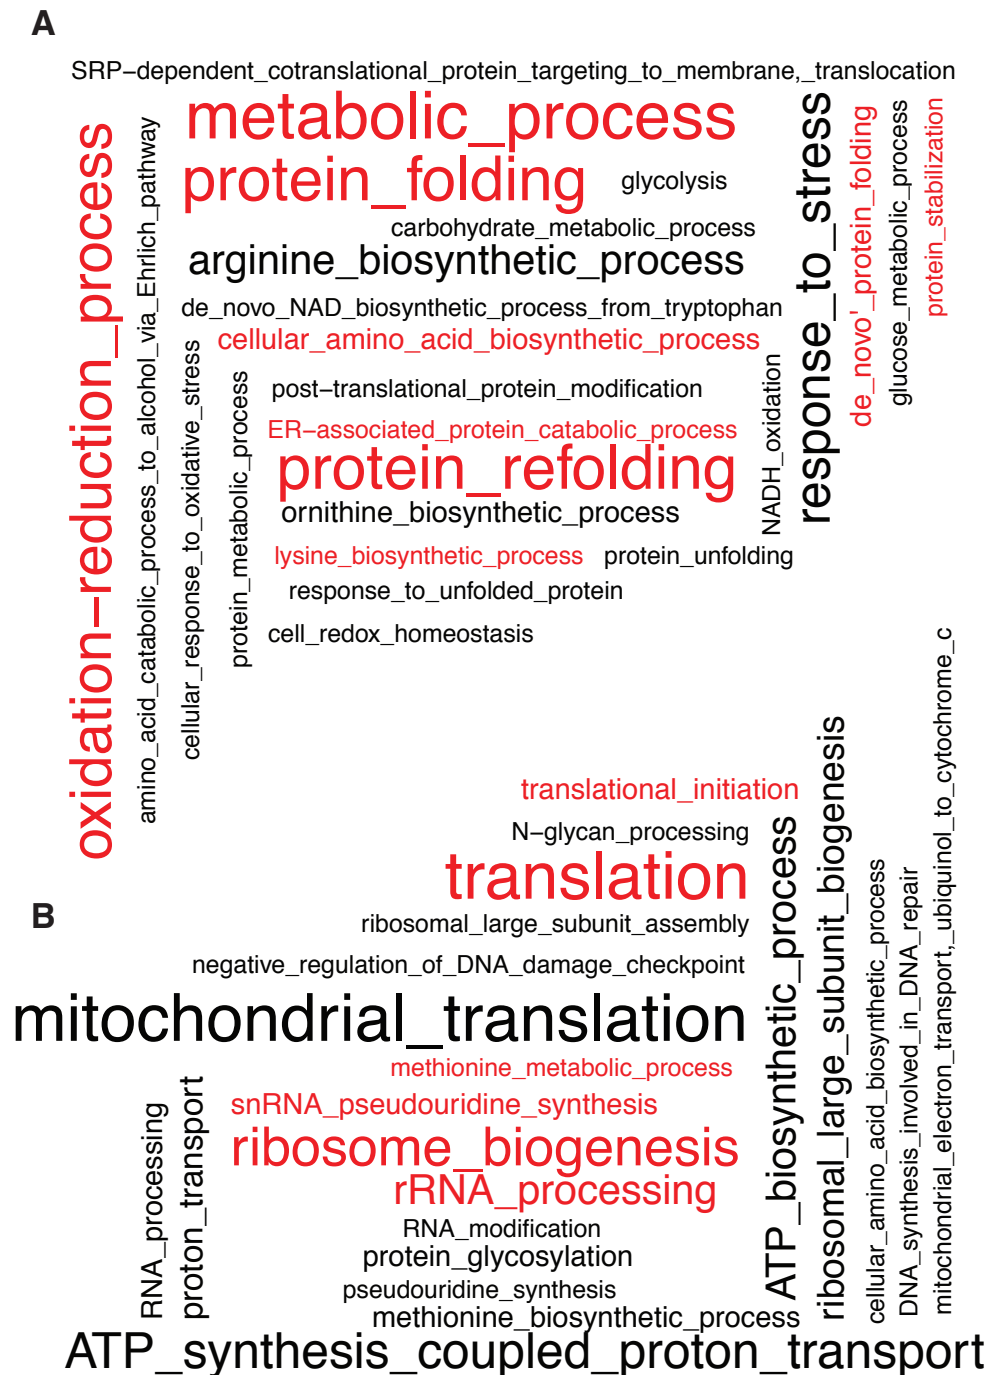 A
SRP−dependent_cotranslational_protein_targeting_to_membrane,_translocation
metabolic_process
protein_folding
glycolysis
carbohydrate_metabolic_process
arginine_biosynthetic_process
de_novo_NAD_biosynthetic_process_from_tryptophan
cellular_amino_acid_biosynthetic_process
post−translational_protein_modification
ER−associated_protein_catabolic_process
protein_refolding
ornithine_biosynthetic_process
lysine_biosynthetic_process
protein_unfolding
response_to_unfolded_protein
cell_redox_homeostasis
oxidation−reduction_process
amino_acid_catabolic_process_to_alcohol_via_Ehrlich_pathway
cellular_response_to_oxidative_stress
protein_metabolic_process
NADH_oxidation
response_to_stress
de_novo'_protein_folding
glucose_metabolic_process
protein_stabilization
B
translational_initiation
N−glycan_processing
translation
ribosomal_large_subunit_assembly
negative_regulation_of_DNA_damage_checkpoint
mitochondrial_translation
methionine_metabolic_process
snRNA_pseudouridine_synthesis
ribosome_biogenesis
rRNA_processing
RNA_modification
protein_glycosylation
pseudouridine_synthesis
methionine_biosynthetic_process
ATP_synthesis_coupled_proton_transport
RNA_processing
proton_transport
ATP_biosynthetic_process
ribosomal_large_subunit_biogenesis
cellular_amino_acid_biosynthetic_process
DNA_synthesis_involved_in_DNA_repair
mitochondrial_electron_transport,_ubiquinol_to_cytochrome_c